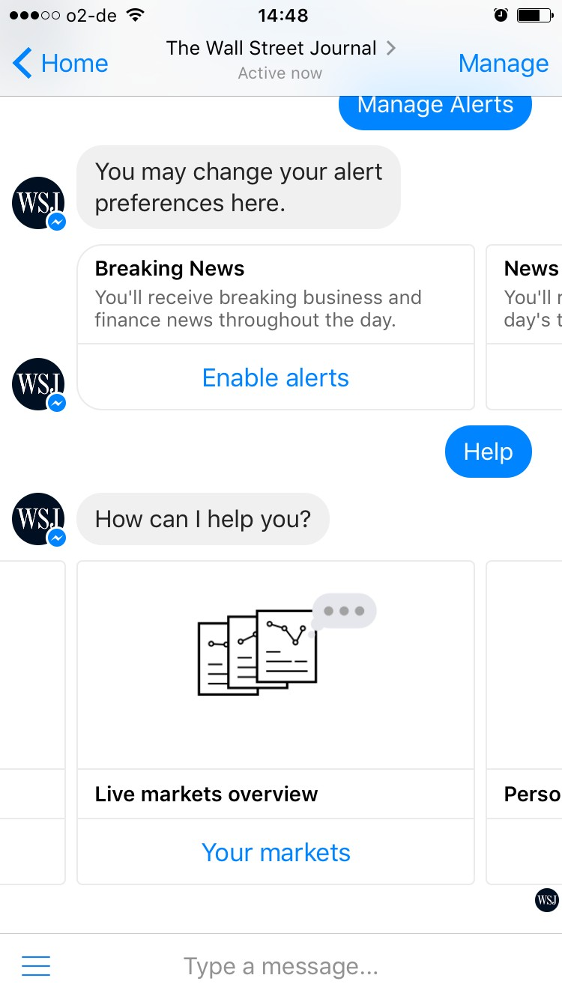 o2-de 14:48
Home The Wall Street Journal Manage
Active now
Manage Alerts
You may change your alert
preferences here.
WSJ
Breaking News News
You'll receive breaking business and You'll r
finance news throughout the day. day's t
Enable alerts
WSJ
Help
WSJ
How can I help you?
Live markets overview Perso
Your markets
WSJ
Type a message...